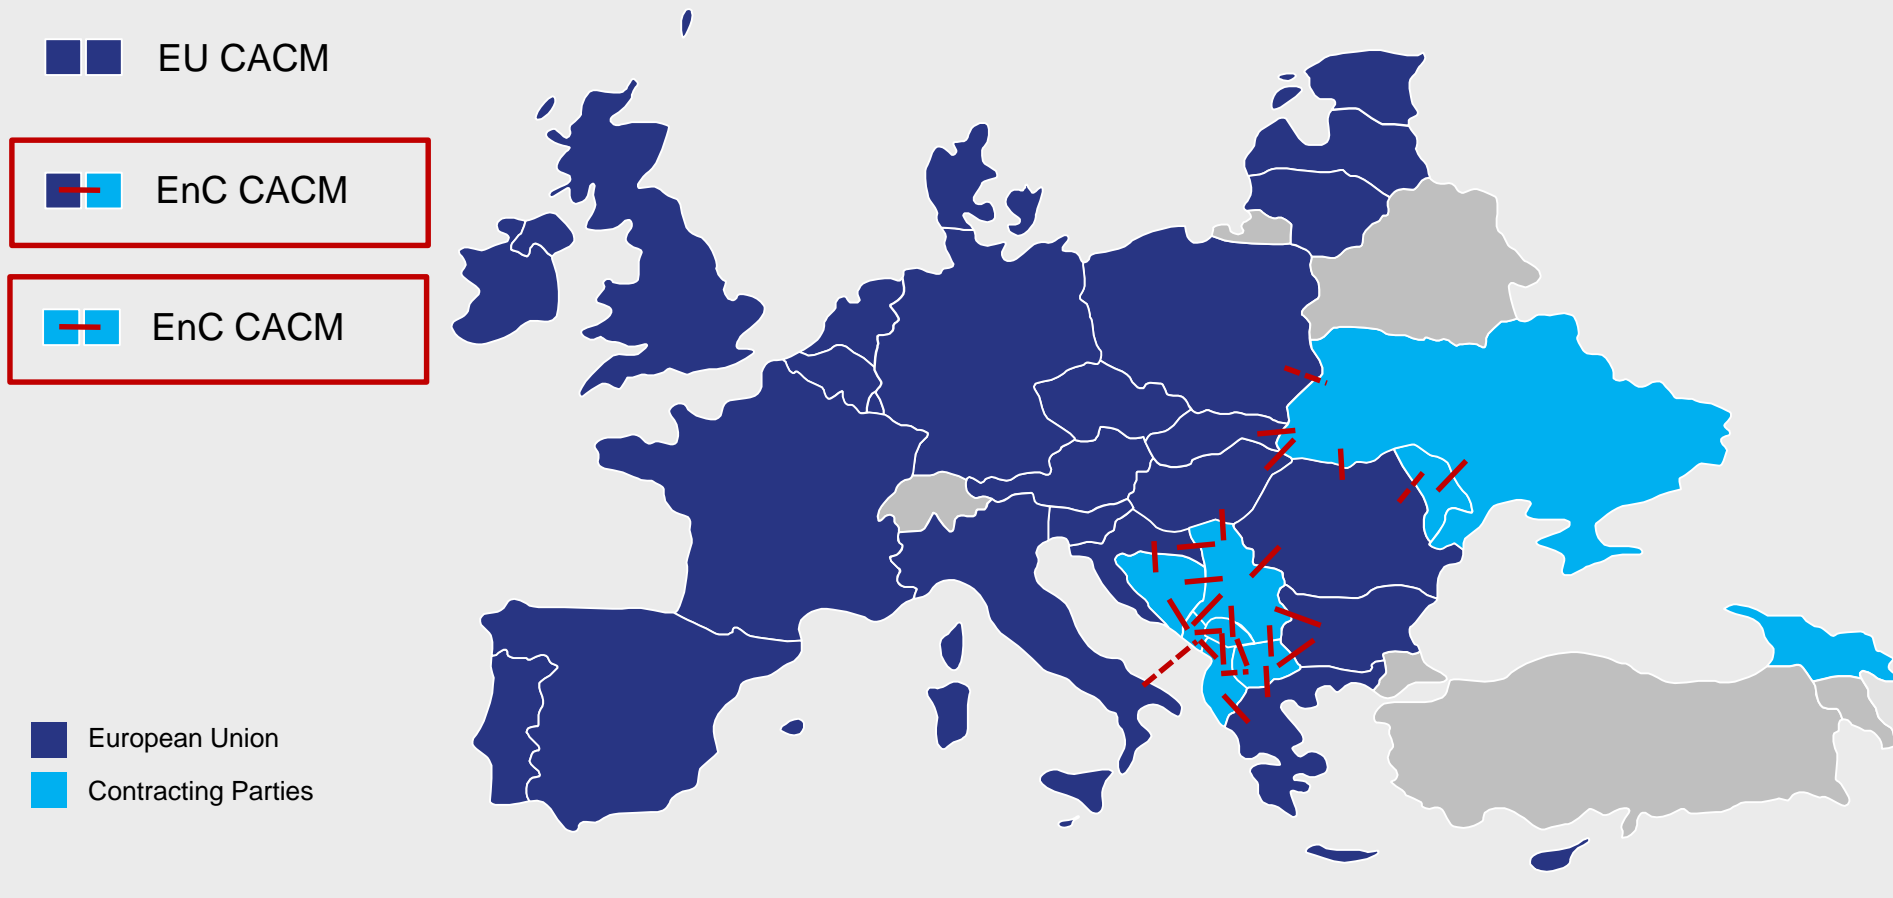 EU CACM
EnC CACM
EnC CACM
European Union
Contracting Parties